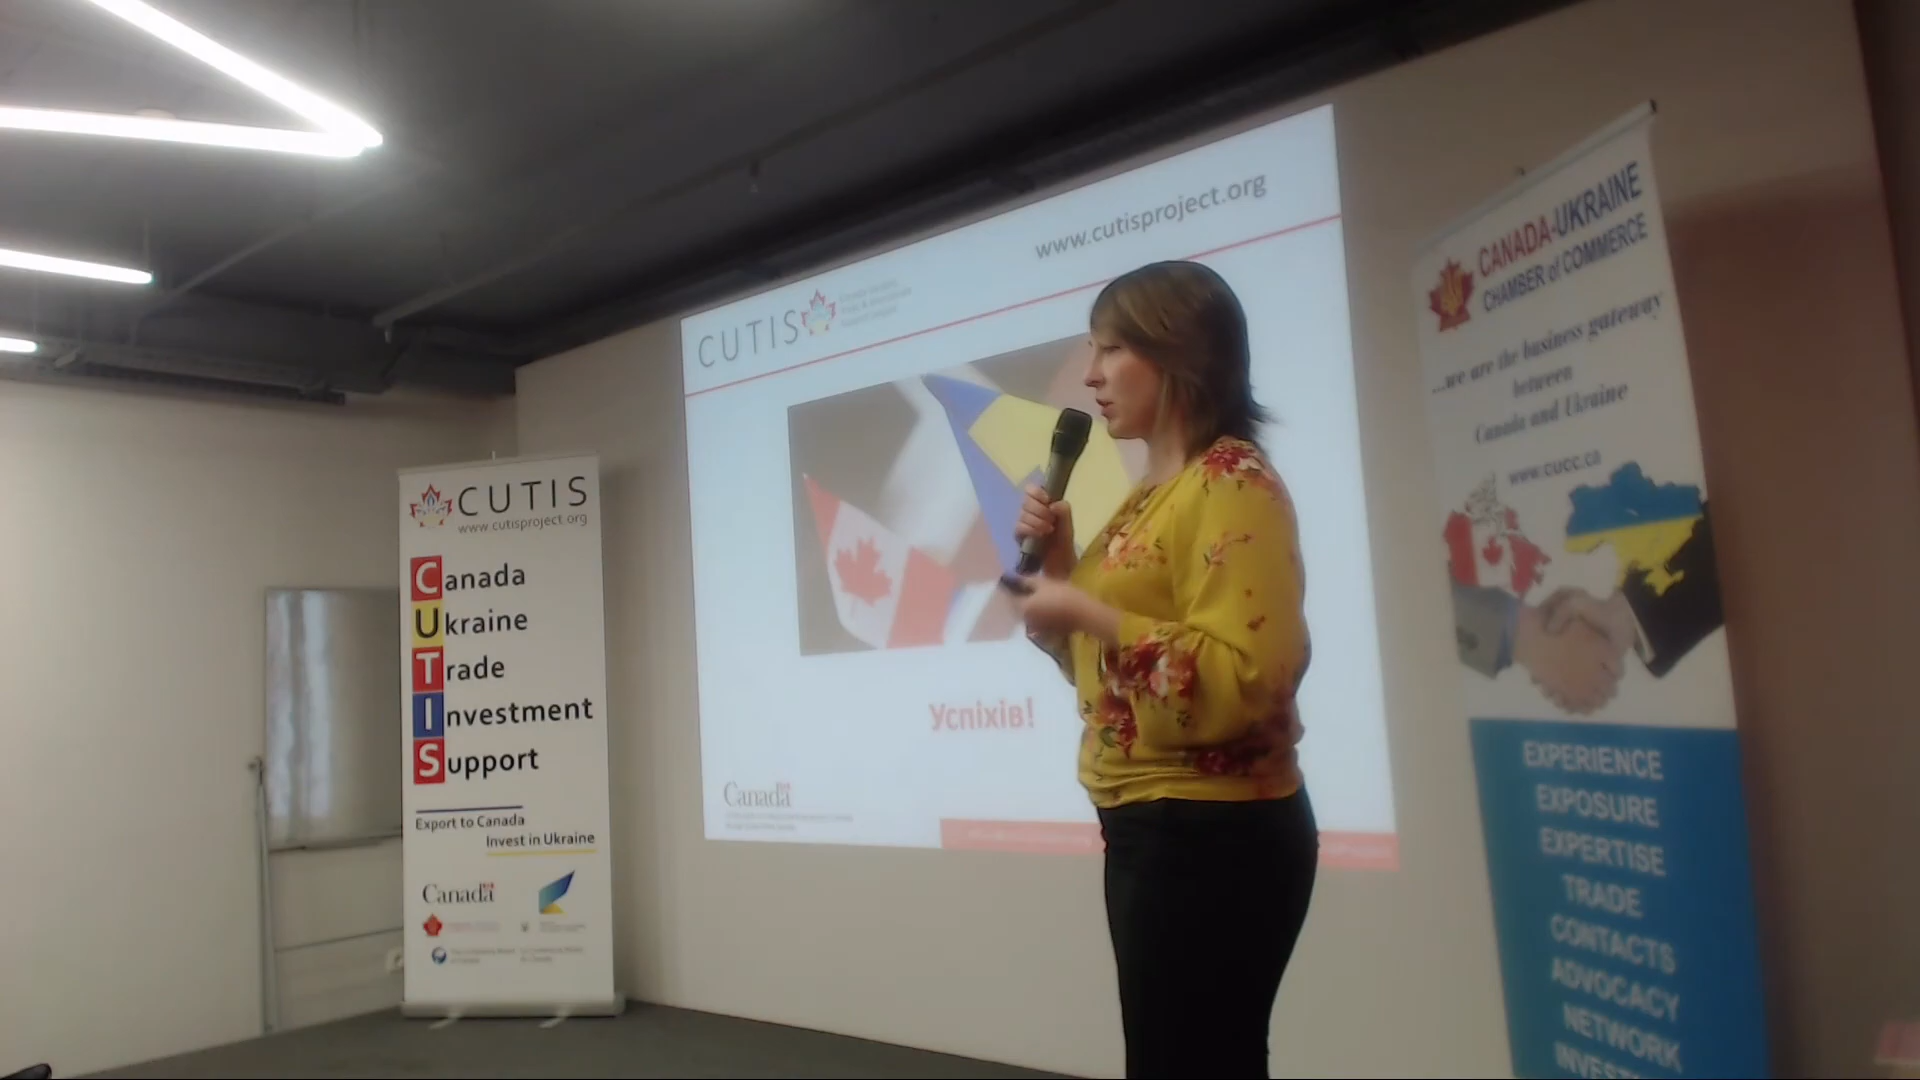 CUTIS
www.cutisproject.org
Canada
Ukraine
Trade
Investment
Support
Export to Canada
Invest in Ukraine
Canada
www.cutisproject.org
CUTIS
Успіхів!
Canada
CANADA-UKRAINE
CHAMBER of COMMERCE
...we are the business gateway
between
Canada and Ukraine
www.cucc.ca
EXPERIENCE
EXPOSURE
EXPERTISE
TRADE
CONTACTS
ADVOCACY
NETWORK